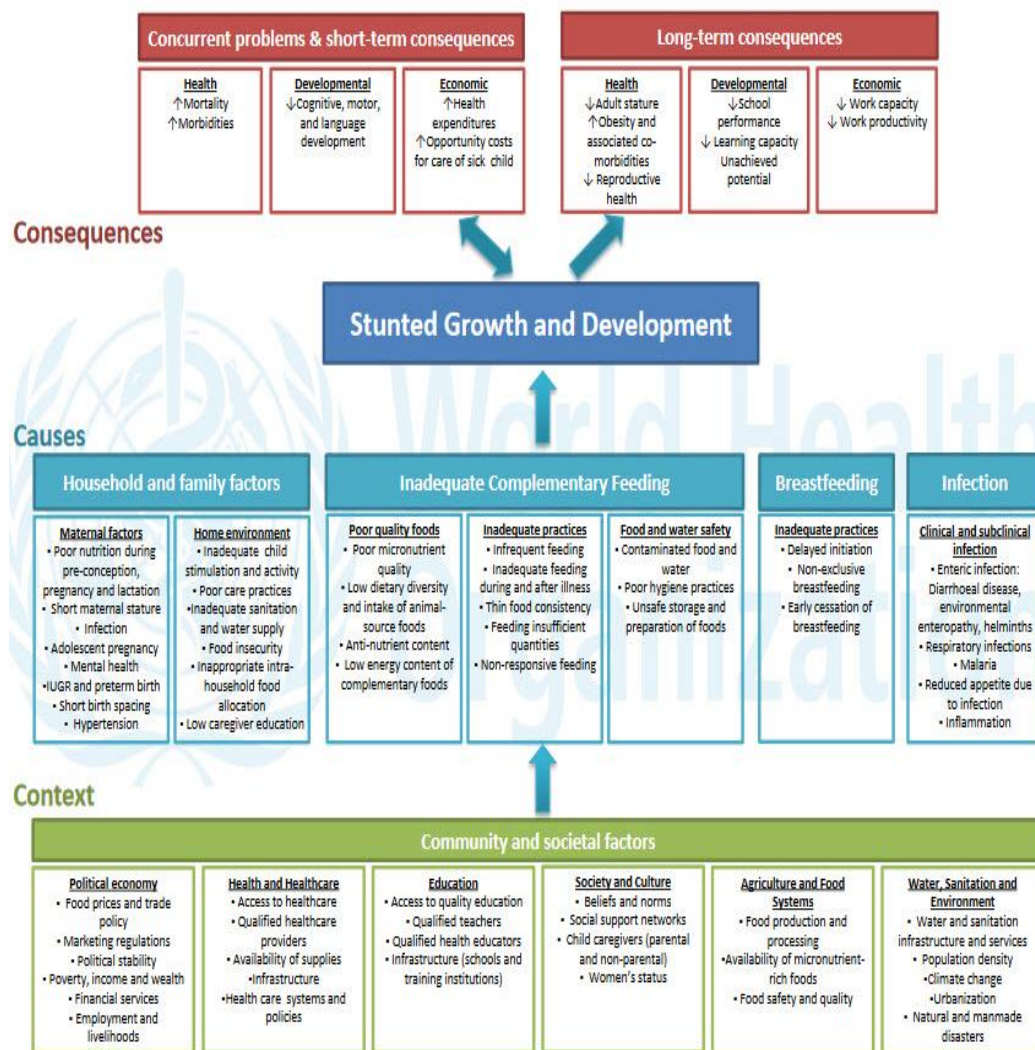 Concurrent problems & short-term consequences
Health
↑Mortality
↑Morbidities
Developmental
↓Cognitive, motor,
and language
development
Economic
↑Health
expenditures
↑Opportunity costs
for care of sick child
Long-term consequences
Health
↓Adult stature
↑Obesity and
associated co-
morbidities
↓ Reproductive
health
Developmental
↓School
performance
↓ Learning capacity
Unachieved
potential
Economic
↓ Work capacity
↓ Work productivity
Consequences
Stunted Growth and Development
World Health
Organization
Causes
Household and family factors
Maternal factors
• Poor nutrition during
pre-conception,
pregnancy and lactation
• Short maternal stature
• Infection
• Adolescent pregnancy
• Mental health
•IUGR and preterm birth
• Short birth spacing
• Hypertension
Home environment
• Inadequate child
stimulation and activity
• Poor care practices
•Inadequate sanitation
and water supply
• Food insecurity
• Inappropriate intra-
household food
allocation
• Low caregiver education
Inadequate Complementary Feeding
Poor quality foods
• Poor micronutrient
quality
• Low dietary diversity
and intake of animal-
source foods
• Anti-nutrient content
• Low energy content of
complementary foods
Inadequate practices
• Infrequent feeding
• Inadequate feeding
during and after illness
• Thin food consistency
• Feeding insufficient
quantities
• Non-responsive feeding
Food and water safety
• Contaminated food and
water
• Poor hygiene practices
• Unsafe storage and
preparation of foods
Breastfeeding
Inadequate practices
• Delayed initiation
• Non-exclusive
breastfeeding
• Early cessation of
breastfeeding
Infection
Clinical and subclinical
infection
• Enteric infection:
Diarrhoeal disease,
environmental
enteropathy, helminths
• Respiratory infections
• Malaria
• Reduced appetite due
to infection
• Inflammation
Context
Community and societal factors
Political economy
• Food prices and trade
policy
• Marketing regulations
• Political stability
• Poverty, income and wealth
• Financial services
• Employment and
livelihoods
Health and Healthcare
• Access to healthcare
• Qualified healthcare
providers
• Availability of supplies
•Infrastructure
•Health care systems and
policies
Education
• Access to quality education
• Qualified teachers
• Qualified health educators
• Infrastructure (schools and
training institutions)
Society and Culture
• Beliefs and norms
• Social support networks
• Child caregivers (parental
and non-parental)
• Women's status
Agriculture and Food
Systems
• Food production and
processing
•Availability of micronutrient-
rich foods
• Food safety and quality
Water, Sanitation and
Environment
• Water and sanitation
infrastructure and services
• Population density
•Climate change
•Urbanization
• Natural and manmade
disasters